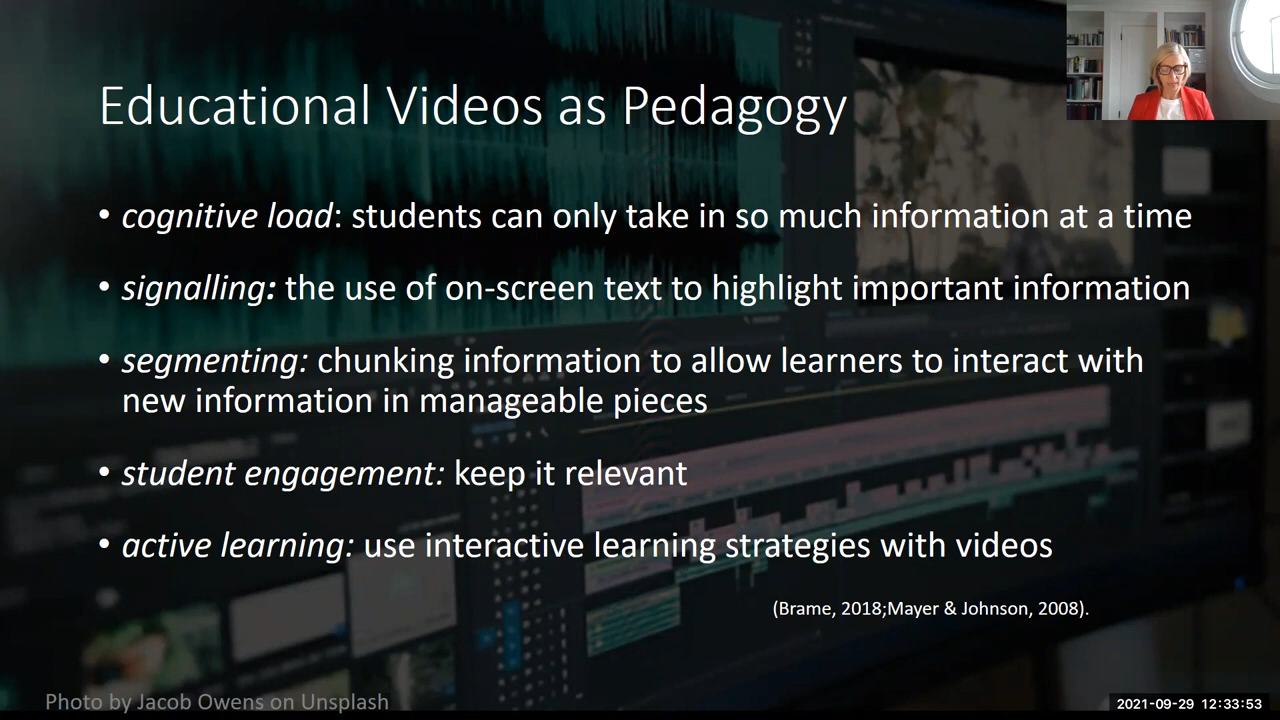 Educational Videos as Pedagogy
• cognitive load: students can only take in so much information at a time
• signalling: the use of on-screen text to highlight important information
• segmenting: chunking information to allow learners to interact with
new information in manageable pieces
• student engagement: keep it relevant
• active learning: use interactive learning strategies with videos
(Brame, 2018;Mayer & Johnson, 2008).
Photo by Jacob Owens on Unsplash
2021-09-29 12:33:53